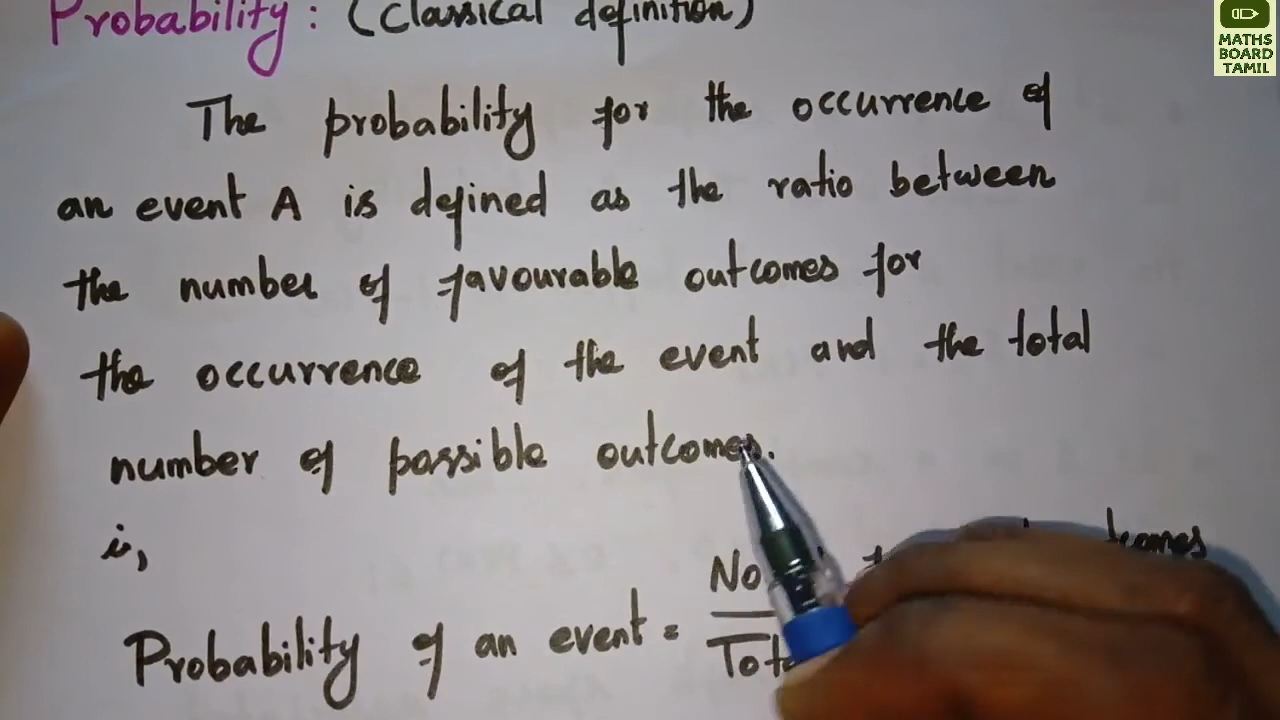 Probability: (Classical definition)
MATHS
BOARD
TAMIL
The probability for the occurrence of
an event A is defined as the ratio between
the number of favourable outcomes for
the occurrence of the event and the total
number of possible outcomes.
is,
Probability of an event = No